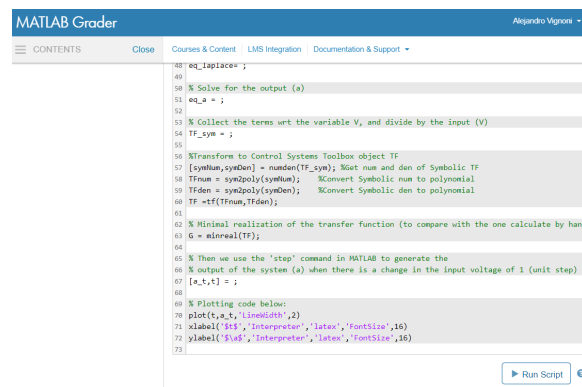 MATLAB Grader
Alejandro Vignoni
CONTENTS Close Courses & Content LMS Integration Documentation & Support
48 eq_laplace= ;
49
50 % Solve for the output (a)
51 eq_a = ;
52
53 % Collect the terms wrt the variable V, and divide by the input (V)
54 TF_sym = ;
55
56 %Transform to Control Systems Toolbox object TF
57 [symNum,symDen] = numden(TF_sym); %Get num and den of Symbolic TF
58 TFnum = sym2poly(symNum); %Convert Symbolic num to polynomial
59 TFden = sym2poly(symDen); %Convert Symbolic den to polynomial
60 TF =tf(TFnum,TFden);
61
62 % Minimal realization of the transfer function (to compare with the one calculate by han
63 G = minreal(TF);
64
65 % Then we use the 'step' command in MATLAB to generate the
66 % output of the system (a) when there is a change in the input voltage of 1 (unit step)
67 [a_t,t] = ;
68
69 % Plotting code below:
70 plot(t,a_t,'LineWidth',2)
71 xlabel('$t$','Interpreter','latex','FontSize',16)
72 ylabel('$\a$','Interpreter','latex','FontSize',16)
73
Run Script